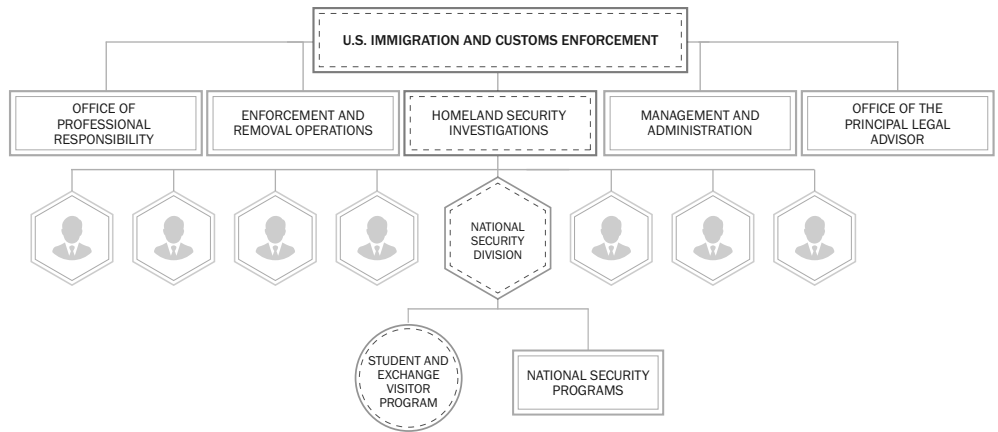 U.S. IMMIGRATION AND CUSTOMS ENFORCEMENT
OFFICE OF
PROFESSIONAL
RESPONSIBILITY
ENFORCEMENT AND
REMOVAL OPERATIONS
HOMELAND SECURITY
INVESTIGATIONS
MANAGEMENT AND
ADMINISTRATION
OFFICE OF THE
PRINCIPAL LEGAL
ADVISOR
NATIONAL
SECURITY
DIVISION
STUDENT AND
EXCHANGE
VISITOR
PROGRAM
NATIONAL SECURITY
PROGRAMS